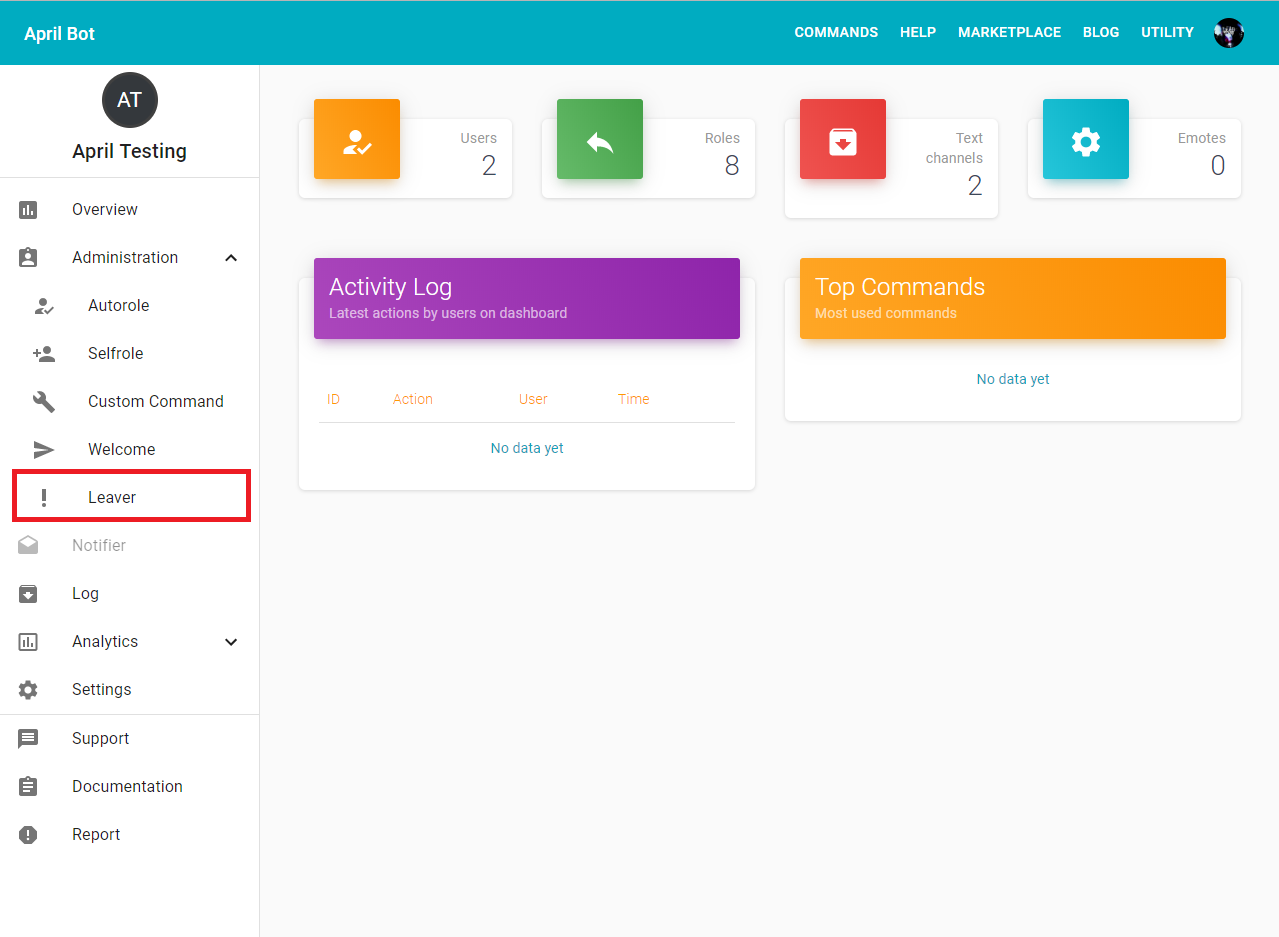 April Bot
COMMANDS HELP MARKETPLACE BLOG UTILITY
AT
April Testing
Overview
Administration
Autorole
Selfrole
Custom Command
Welcome
Leaver
Notifier
Log
Analytics
Settings
Support
Documentation
Report
Users
2
Roles
8
Text
channels
2
Emotes
0
Activity Log
Latest actions by users on dashboard
ID Action User Time
No data yet
Top Commands
Most used commands
No data yet